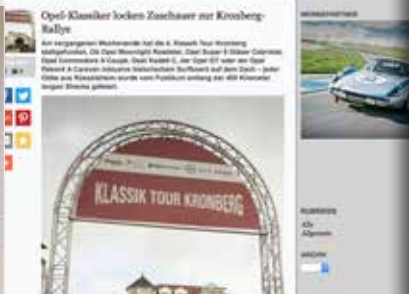 Opel-Klassiker locken Zuschauer zur Kronberg-
Rallye
Am vergangenen Wochenende hat die 4. Klassik Tour Kronberg
stattgefunden. Ob Opel Moonlight Roadster, Opel Super 6 Gläser Cabriolet,
Opel Commodore A Coupé, Opel Kadett C, der Opel GT oder der Opel
Rekord A Caravan inklusive historischem Surfboard auf dem Dach – jeder
Oldie aus Rüsselsheim wurde vom Publikum entlang der 400 Kilometer
langen Strecke gefeiert.
KLASSIK TOUR KRONBERG
RUBRIKEN
Alle
Allgemein
ARCHIV